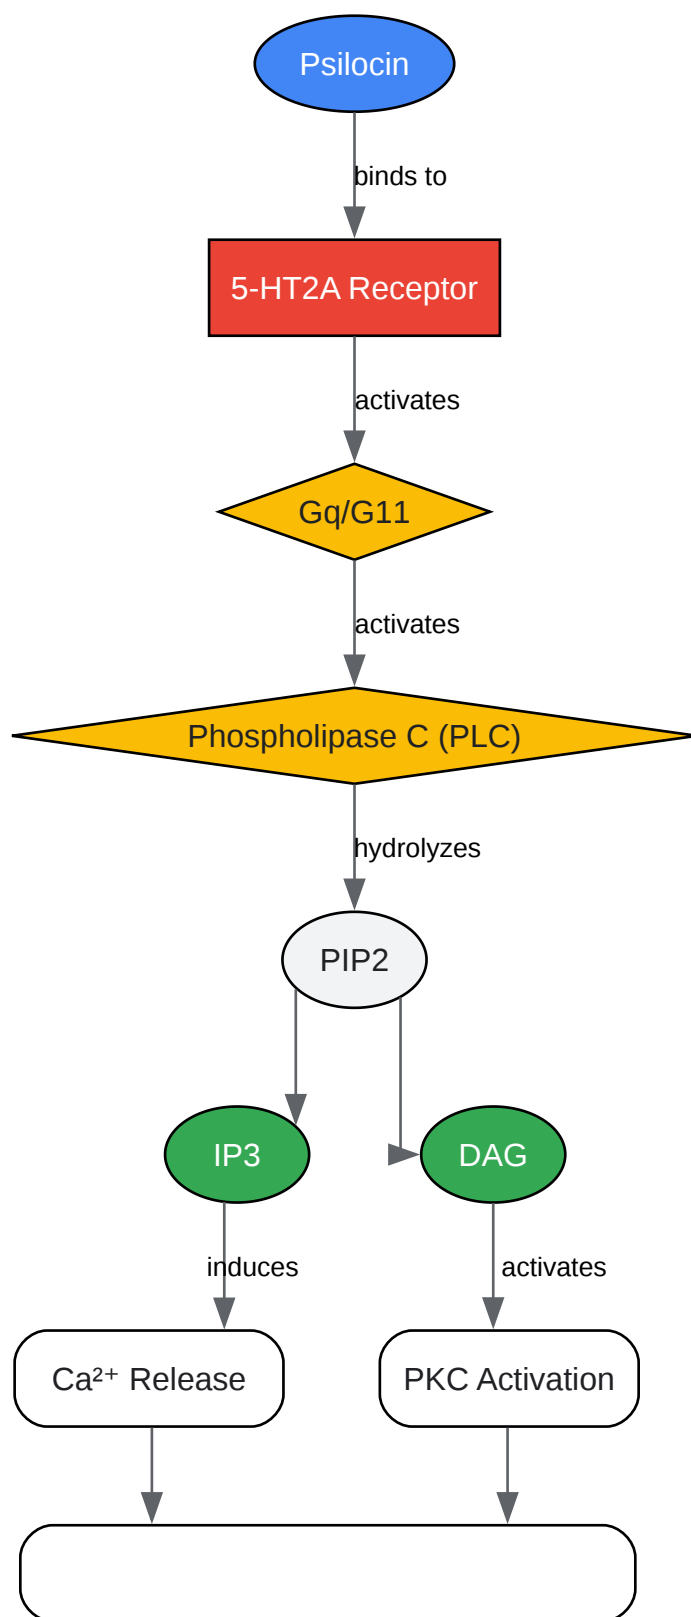 Psilocin
binds to
5-HT2A Receptor
activates
Gq/G11
activates
Phospholipase C (PLC)
hydrolyzes
PIP2
IP3
DAG
induces
activates
Ca²⁺ Release
PKC Activation